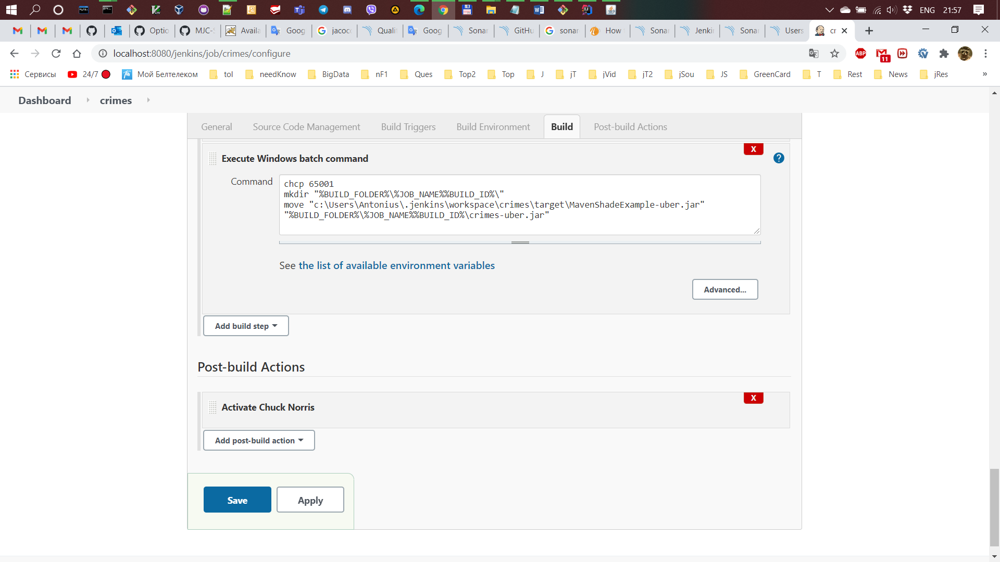 ENG 21:57
Optio
MJC-S
Availa
Goog
jacoco
Qualit
Goog
Sonar
GitHu
sonar
How
Sonar
Jenkin
Sonar
Users
cr
localhost:8080/jenkins/job/crimes/configure
ABP
11
Сервисы
24/7
Мой Белтелеком
tol
needKnow
BigData
nF1
Ques
Top2
Top
J
jT
jVid
jT2
jSou
JS
GreenCard
T
Rest
News
jRes
»
Dashboard
crimes
General
Source Code Management
Build Triggers
Build Environment
Build
Post-build Actions
X
Execute Windows batch command
?
Command
chcp 65001
mkdir "%BUILD_FOLDER%\%JOB_NAME%%BUILD_ID%\"
move "c:\Users\Antonius\.jenkins\workspace\crimes\target\MavenShadeExample-uber.jar"
"%BUILD_FOLDER%\%JOB_NAME%%BUILD_ID%\crimes-uber.jar"
See the list of available environment variables
Advanced...
Add build step
Post-build Actions
X
Activate Chuck Norris
Add post-build action
Save
Apply